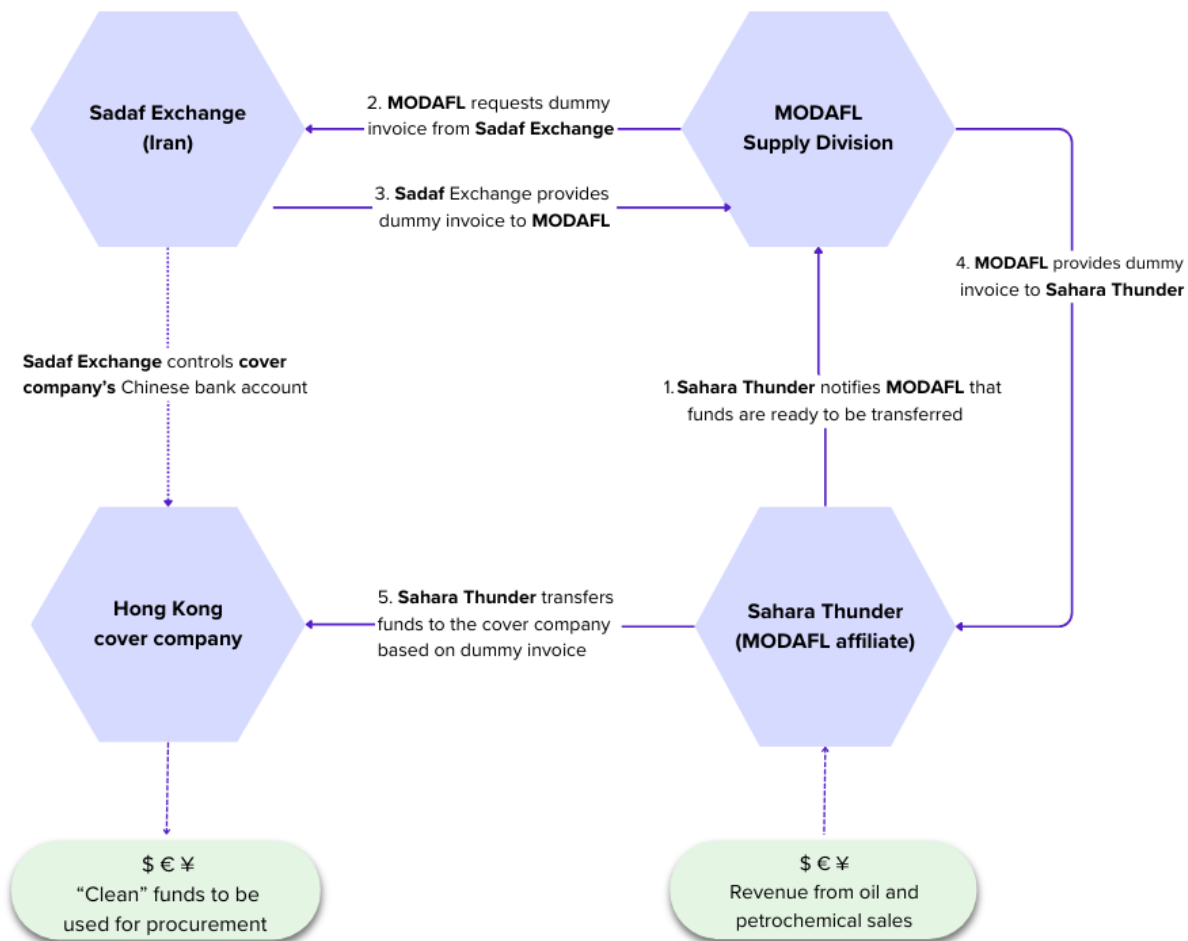 Sadaf Exchange
(Iran)
2. MODAFL requests dummy
invoice from Sadaf Exchange
MODAFL
Supply Division
3. Sadaf Exchange provides
dummy invoice to MODAFL
4. MODAFL provides dummy
invoice to Sahara Thunder
Sadaf Exchange controls cover
company’s Chinese bank account
1. Sahara Thunder notifies MODAFL that
funds are ready to be transferred
Hong Kong
cover company
5. Sahara Thunder transfers
funds to the cover company
based on dummy invoice
Sahara Thunder
(MODAFL affiliate)
$ € ¥
“Clean” funds to be
used for procurement
$ € ¥
Revenue from oil and
petrochemical sales